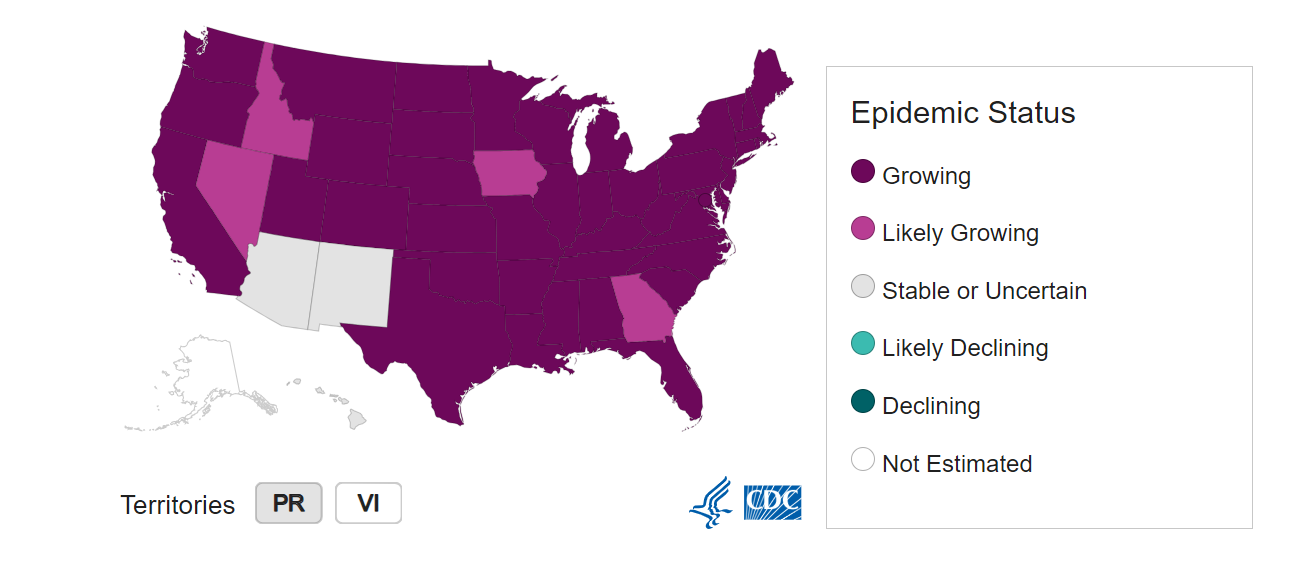 Epidemic Status
Growing
Likely Growing
Stable or Uncertain
Likely Declining
Declining
Not Estimated
Territories PR VI
CDC